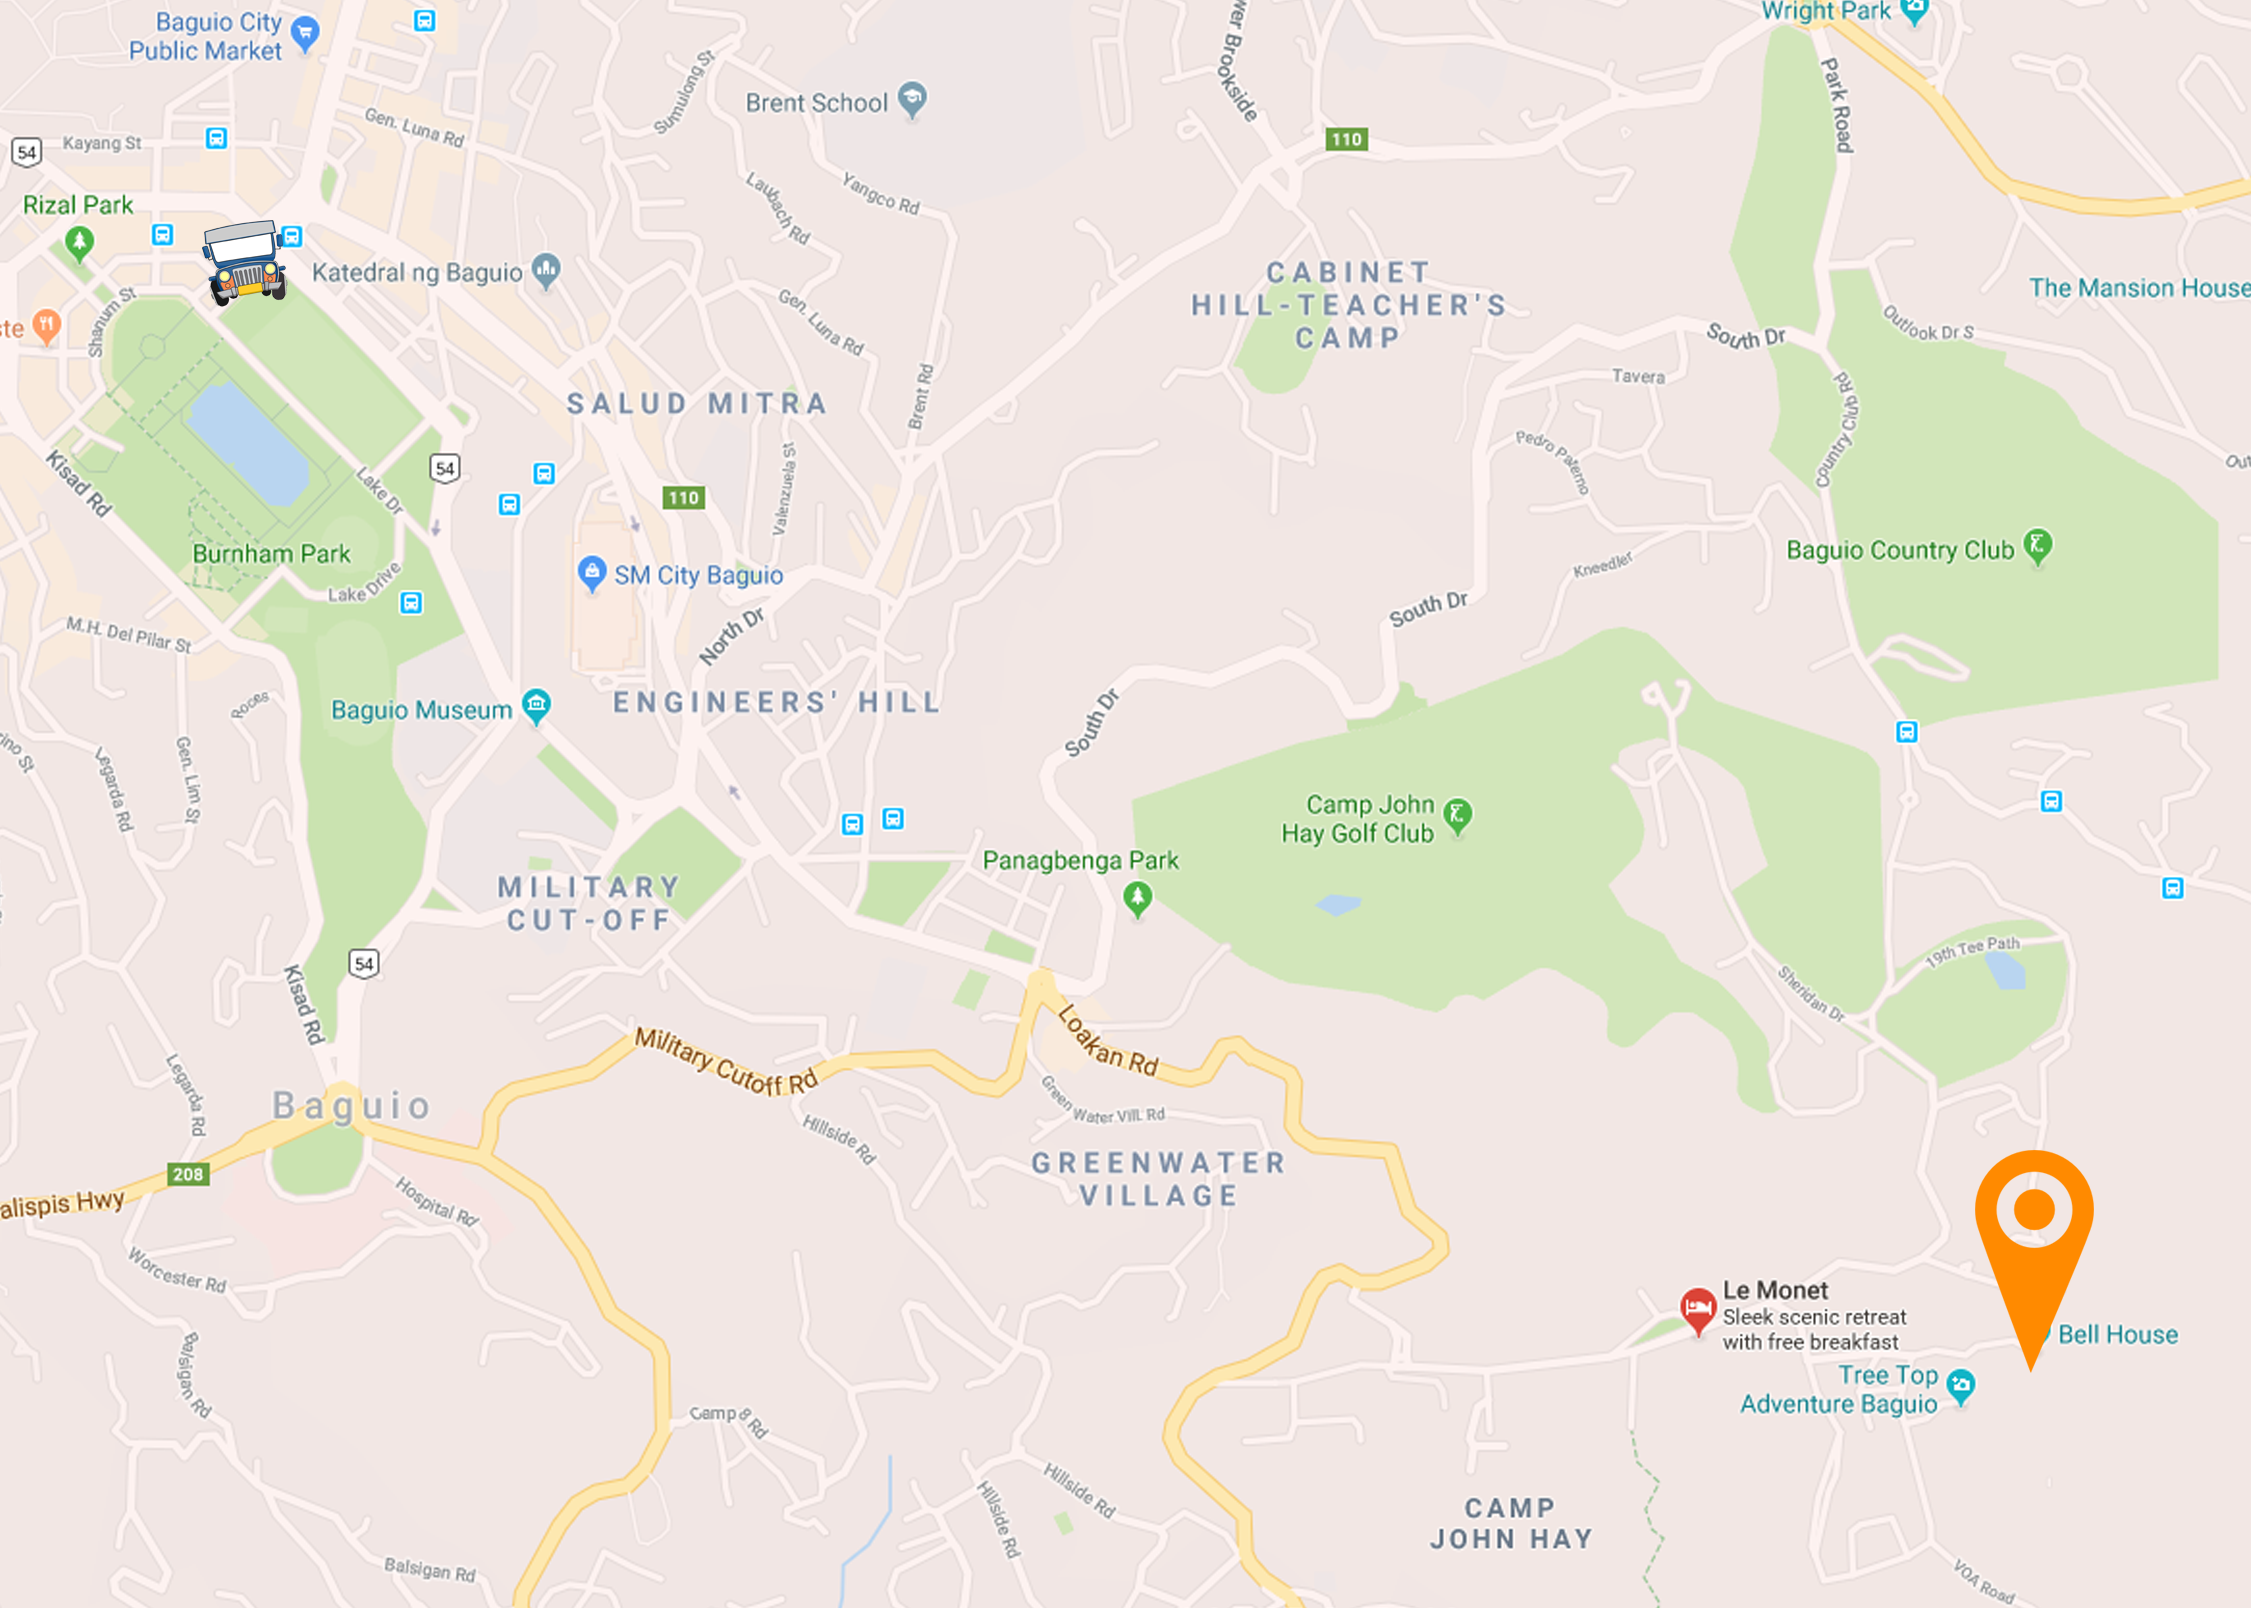 Baguio City
Public Market
Wright Park
54
Kayang St
Gen. Luna Rd
Sumulong St
Brent School
110
Park Road
Rizal Park
Laubach Rd
Yangco Rd
Katedral ng Baguio
CABINET
HILL-TEACHER'S
CAMP
The Mansion House
Shanum St
Gen. Luna Rd
South Dr
Outlook Dr S
Tavera
SALUD MITRA
Brent Rd
Country Club Rd
Kisad Rd
Lake Dr
54
110
Valenzuela St
Pedro Paterno
Burnham Park
Lake Drive
SM City Baguio
Kneedler
Baguio Country Club
M.H. Del Pilar St
North Dr
South Dr
Baguio Museum
ENGINEERS' HILL
South Dr
Legarda Rd
Gen. Lim St
Camp John
Hay Golf Club
Panagbenga Park
MILITARY
CUT-OFF
54
Kisad Rd
19th Tee Path
Sheridan Dr
Military Cutoff Rd
Loakan Rd
Legarda Rd
Baguio
Green Water Vill. Rd
Hillside Rd
GREENWATER
VILLAGE
208
alispis Hwy
Hospital Rd
Worcester Rd
Le Monet
Sleek scenic retreat
with free breakfast
Bell House
Tree Top
Adventure Baguio
Balsigan Rd
Camp 8 Rd
Hillside Rd
Hillside Rd
CAMP
JOHN HAY
Balsigan Rd
VOA Road